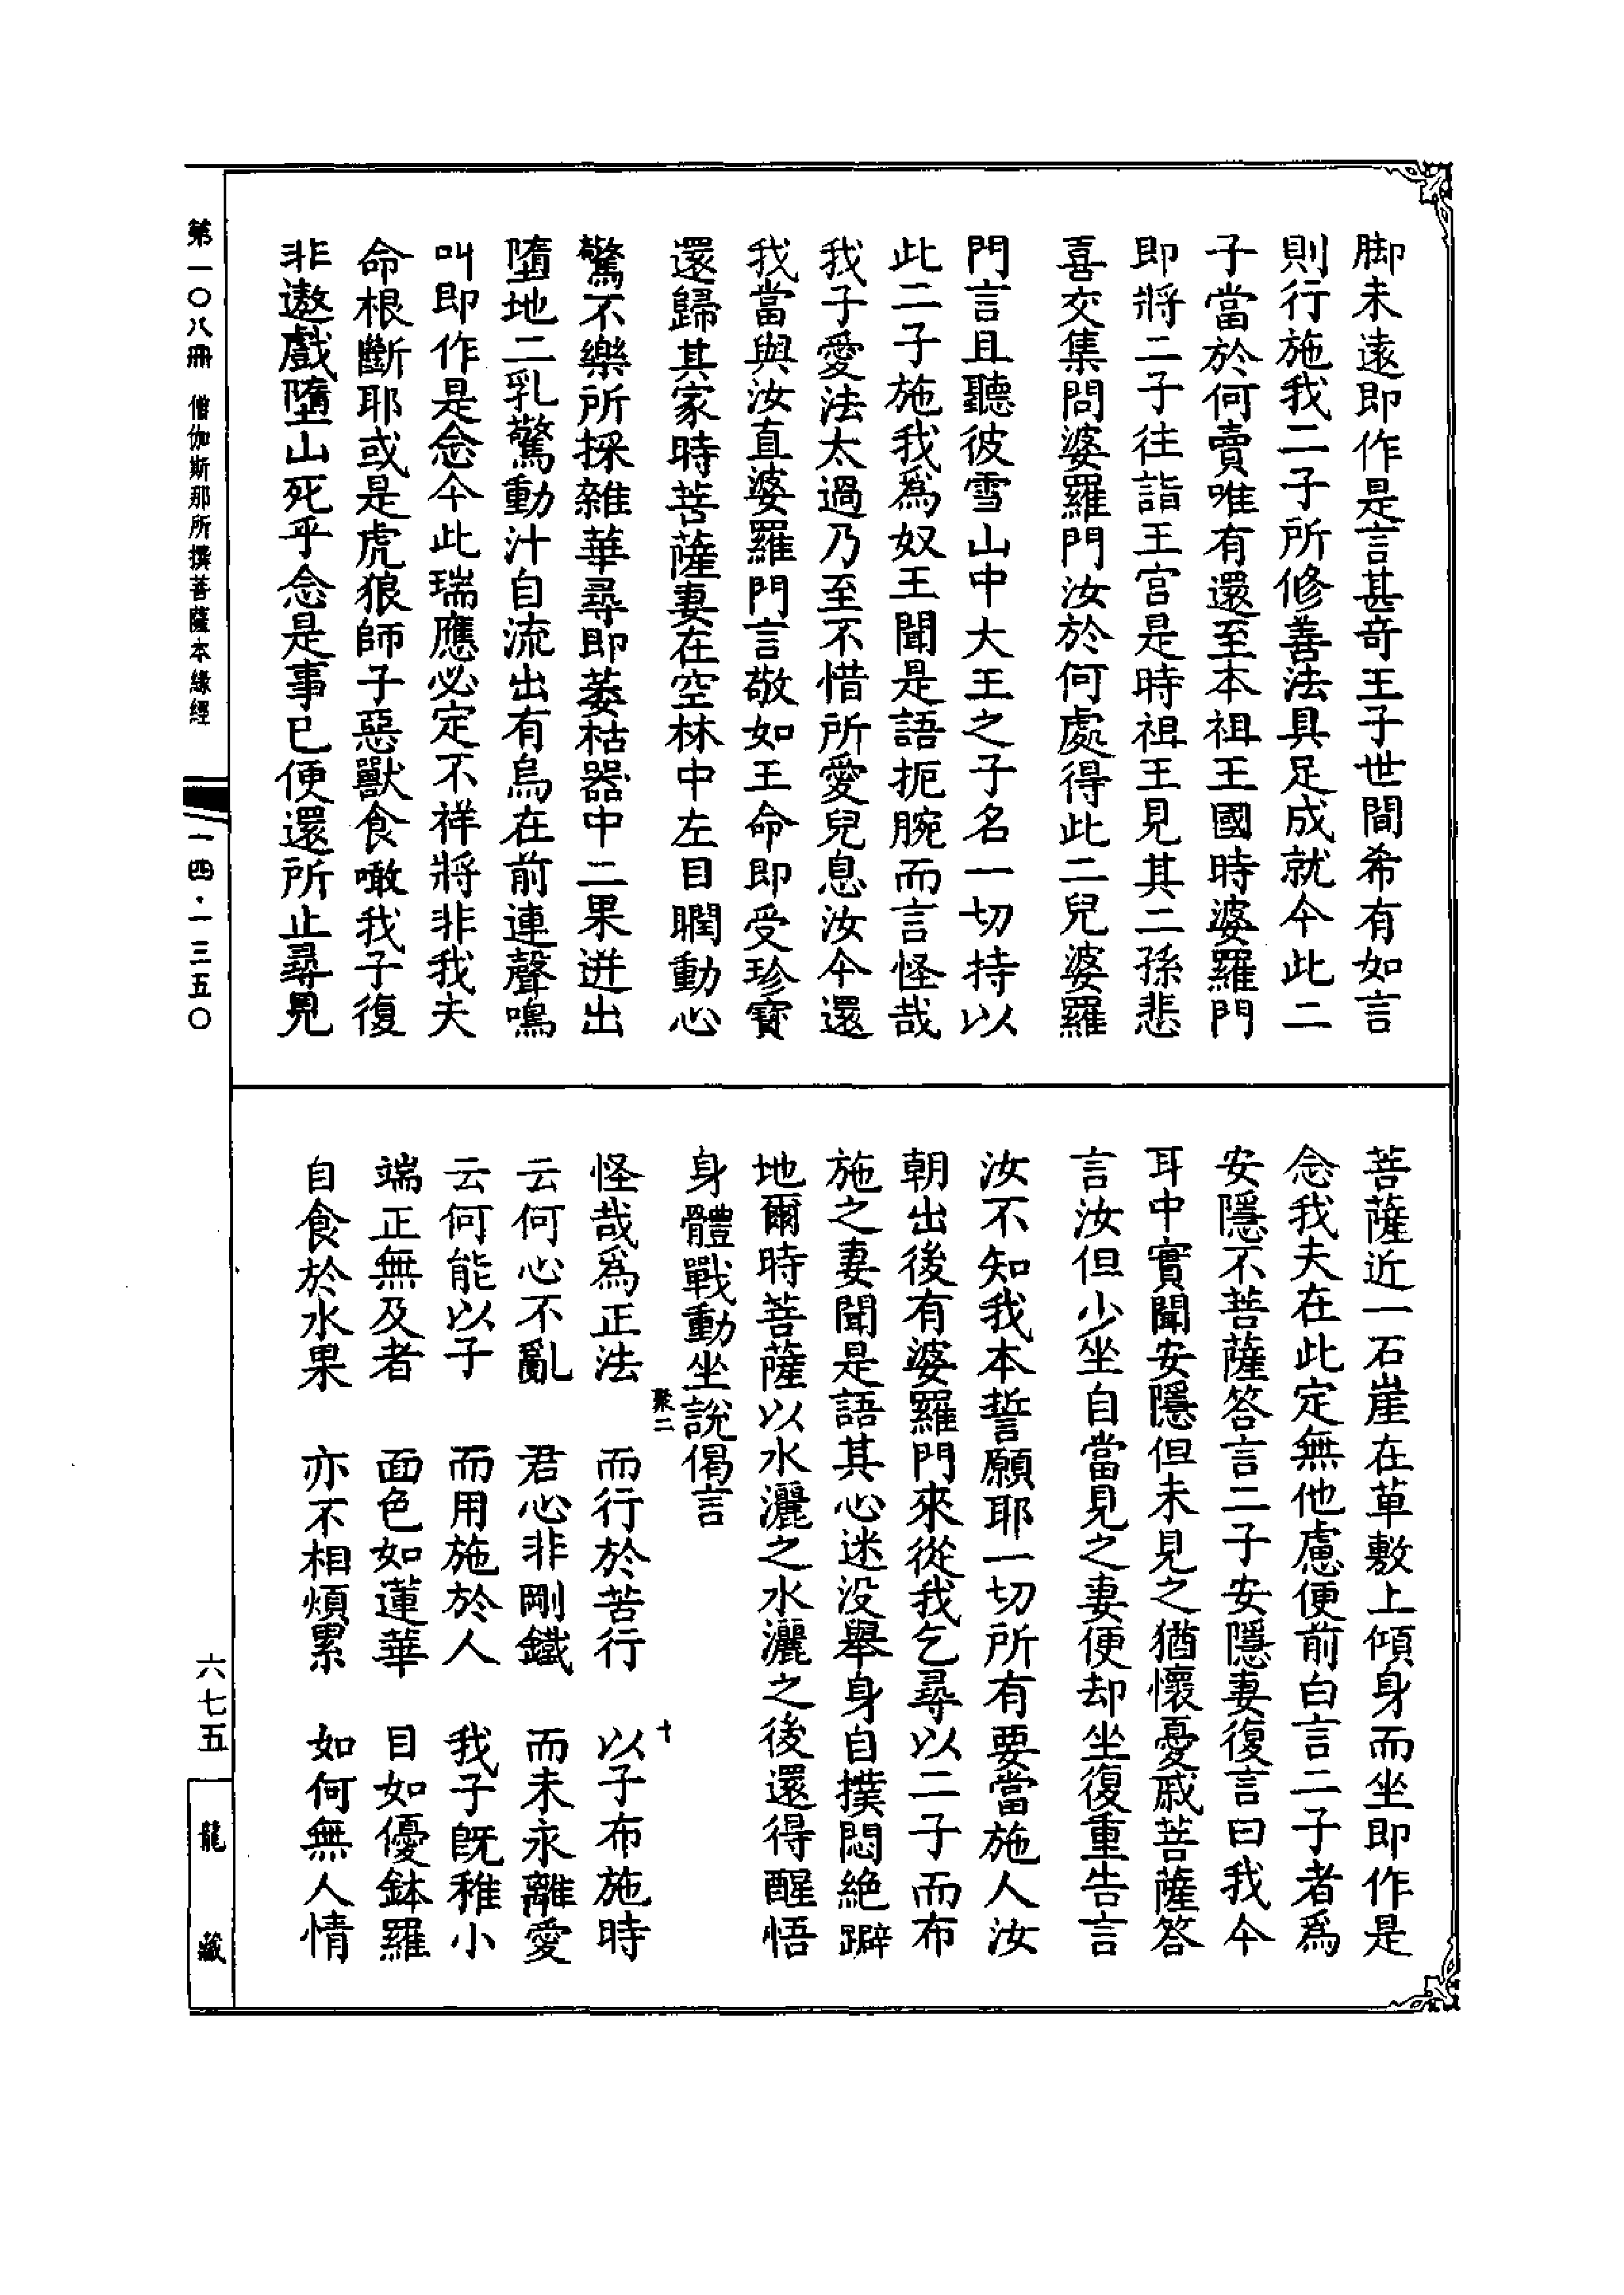 脚未遠即作是言甚竒王子世間希有如言
則行施我二子所修善法具足成就今此二
子當於何賣唯有還至本祖王國時婆羅門
即將二子往詣王宫是時祖王見其二孫悲
喜交集問婆羅門汝於何處得此二兒婆羅
門言且聽彼雪山中大王之子名一切持以
此二子施我爲奴王聞是語扼腕而言怪哉
我子愛法太過乃至不惜所愛兒息汝今還
我當與汝直婆羅門言敬如王命即受珍寳
還歸其家時菩薩妻在空林中左目瞤動心
驚不樂所採雜華尋即萎枯器中二果迸出
墮地二乳驚動汁自流出有烏在前連聲鳴
叫即作是念今此瑞應必定不祥將非我夫
命根斷耶或是虎狼師子惡獸食噉我子復
非遨戲墮山死乎念是事已便還所止尋見
菩薩近一石崖在草敷上傾身而坐即作是
念我夫在此定無他慮便前白言二子者爲
安隱不菩薩答言二子安隱妻復言曰我今
耳中實聞安隱但未見之猶懷憂慼菩薩答
言汝但少坐自當見之妻便却坐復重告言
汝不知我本誓願耶一切所有要當施人汝
朝出後有婆羅門來從我乞尋以二子而布
施之妻聞是語其心迷没舉身自撲悶絶躃
地爾時菩薩以水灑之水灑之後還得醒悟
身體戰動坐說偈言
聚二　十
怪哉爲正法　而行於苦行　以子布施時
云何心不亂　君心非剛鐵　而未永離愛
云何能以子　而用施於人　我子旣稚小
端正無及者　面色如蓮華　目如優鉢羅
自食於水果　亦不相煩累　如何無人情
第一〇八冊　僧伽斯那所撰菩薩本緣經
一四·一三五〇
六七五
龍藏